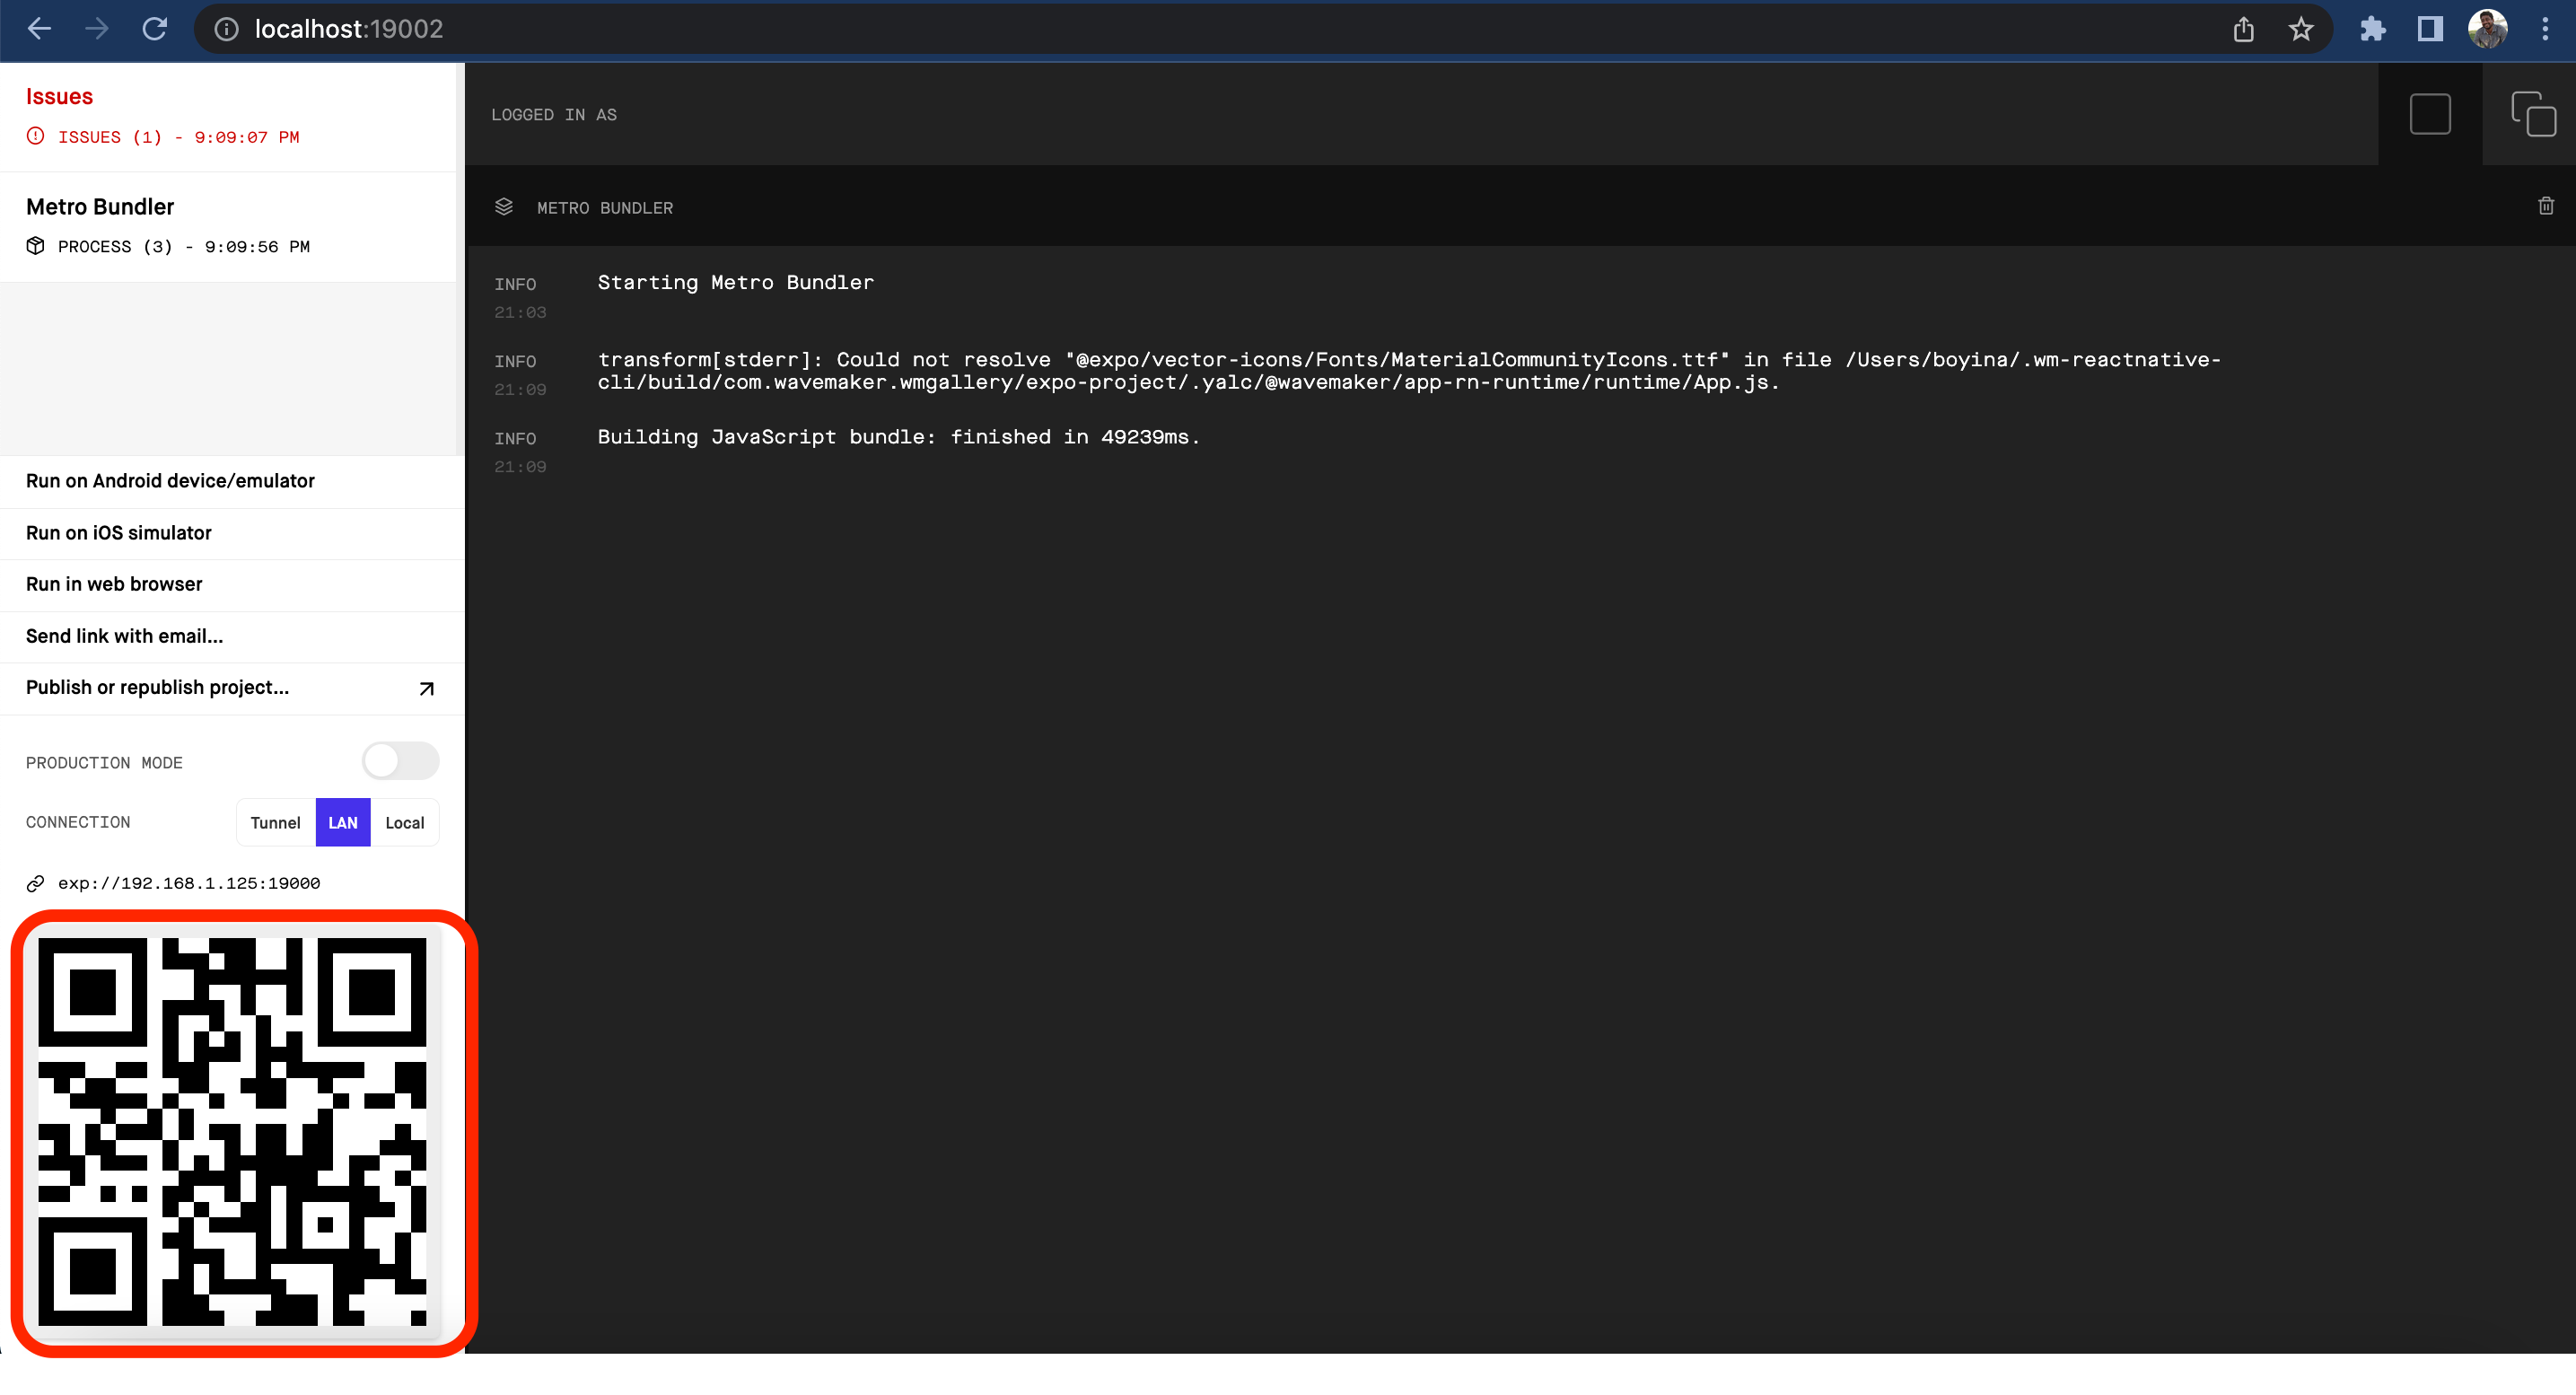 localhost:19002
Issues
ISSUES (1) - 9:09:07 PM
Metro Bundler
PROCESS (3) - 9:09:56 PM
Run on Android device/emulator
Run on iOS simulator
Run in web browser
Send link with email...
Publish or republish project...
PRODUCTION MODE
CONNECTION
Tunnel
LAN
Local
exp://192.168.1.125:19000
LOGGED IN AS
METRO BUNDLER
INFO
21:03
Starting Metro Bundler
INFO
21:09
transform[stderr]: Could not resolve "@expo/vector-icons/Fonts/MaterialCommunityIcons.ttf" in file /Users/boyina/.wm-reactnative-
cli/build/com.wavemaker.wmgallery/expo-project/.yalc/@wavemaker/app-rn-runtime/runtime/App.js.
INFO
21:09
Building JavaScript bundle: finished in 49239ms.